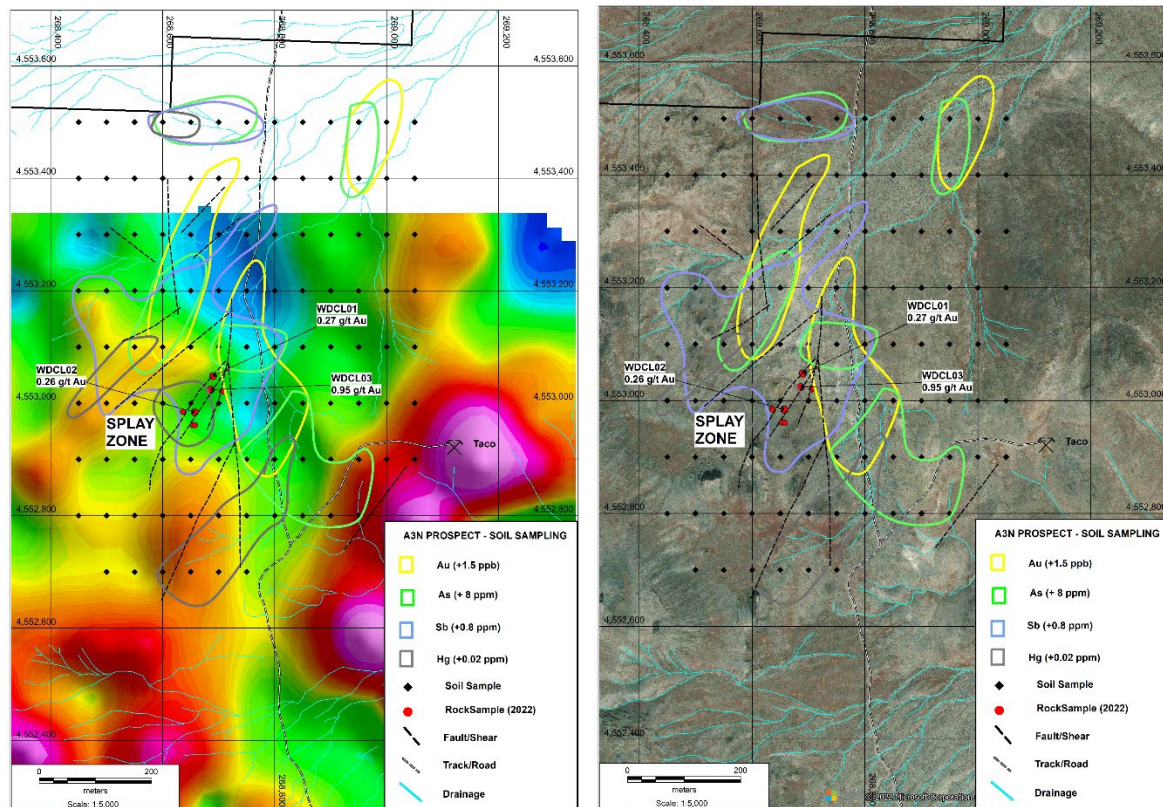 268,400
268,600
268,800
269,000
269,200
4,553,600
4,553,400
4,553,200
4,553,000
4,552,800
4,552,600
4,552,400
268,800
WDCL01
0.27 g/t Au
WDCL02
0.26 g/t Au
WDCL03
0.95 g/t Au
SPLAY
ZONE
Taco
A3N PROSPECT - SOIL SAMPLING
Au (+1.5 ppb)
As (+ 8 ppm)
Sb (+0.8 ppm)
Hg (+0.02 ppm)
Soil Sample
RockSample (2022)
Fault/Shear
Track/Road
Drainage
0 200
meters
Scale: 1:5,000
268,400
268,600
268,800
269,000
269,200
4,553,600
4,553,400
4,553,200
4,553,000
4,552,800
4,552,600
4,552,400
268,800
WDCL01
0.27 g/t Au
WDCL02
0.26 g/t Au
WDCL03
0.95 g/t Au
SPLAY
ZONE
Taco
A3N PROSPECT - SOIL SAMPLING
Au (+1.5 ppb)
As (+ 8 ppm)
Sb (+0.8 ppm)
Hg (+0.02 ppm)
Soil Sample
RockSample (2022)
Fault/Shear
Track/Road
Drainage
0 200
meters
Scale: 1:5,000
©2022 Microsoft Corporation